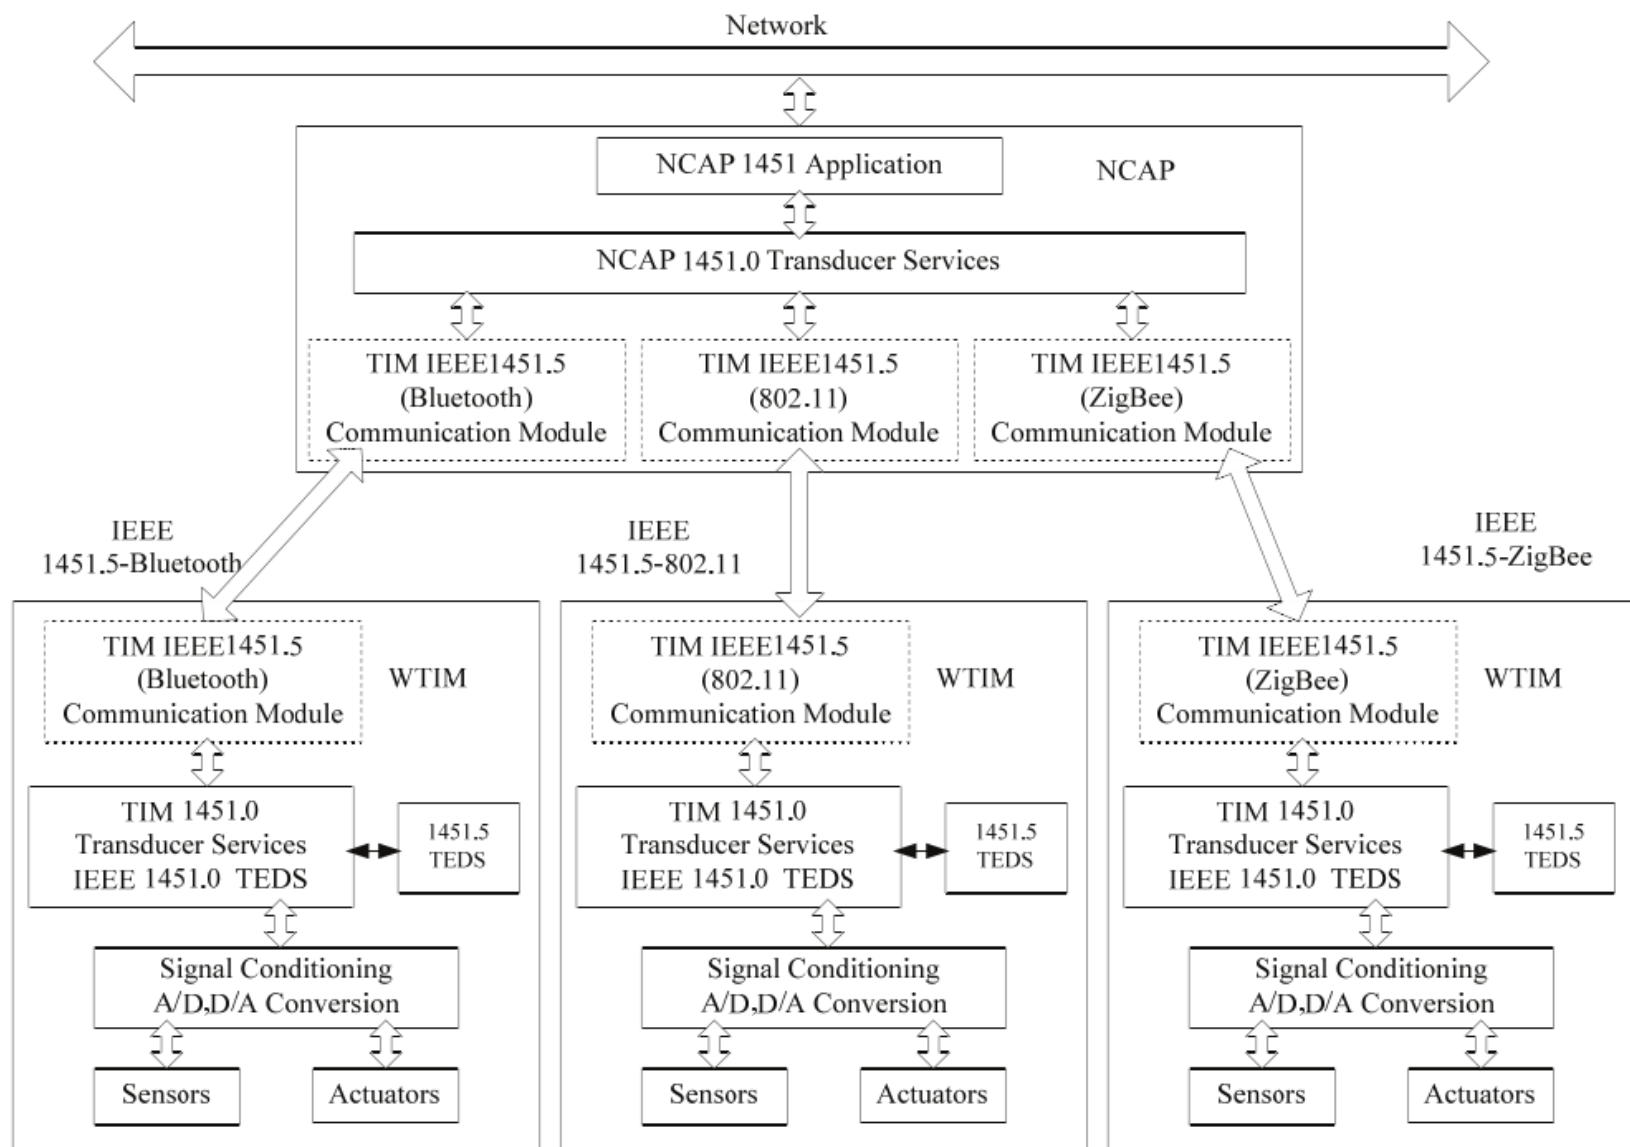 Network
NCAP 1451 Application
NCAP
NCAP 1451.0 Transducer Services
TIM IEEE1451.5
(Bluetooth)
Communication Module
TIM IEEE1451.5
(802.11)
Communication Module
TIM IEEE1451.5
(ZigBee)
Communication Module
IEEE
1451.5-Bluetooth
IEEE
1451.5-802.11
IEEE
1451.5-ZigBee
TIM IEEE1451.5
(Bluetooth)
Communication Module
WTIM
TIM 1451.0
Transducer Services
IEEE 1451.0 TEDS
1451.5
TEDS
Signal Conditioning
A/D,D/A Conversion
Sensors
Actuators
TIM IEEE1451.5
(802.11)
Communication Module
WTIM
TIM 1451.0
Transducer Services
IEEE 1451.0 TEDS
1451.5
TEDS
Signal Conditioning
A/D,D/A Conversion
Sensors
Actuators
TIM IEEE1451.5
(ZigBee)
Communication Module
WTIM
TIM 1451.0
Transducer Services
IEEE 1451.0 TEDS
1451.5
TEDS
Signal Conditioning
A/D,D/A Conversion
Sensors
Actuators